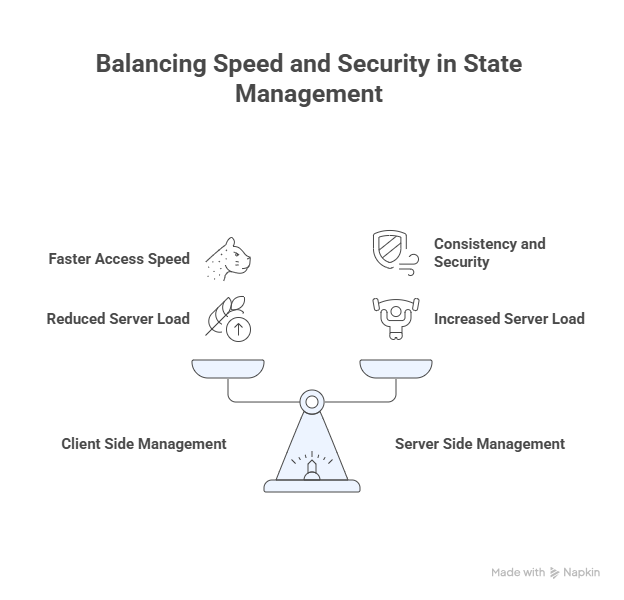 Balancing Speed and Security in State
Management
Faster Access Speed
Consistency and
Security
Reduced Server Load
Increased Server Load
Client Side Management
Server Side Management
Made with Napkin